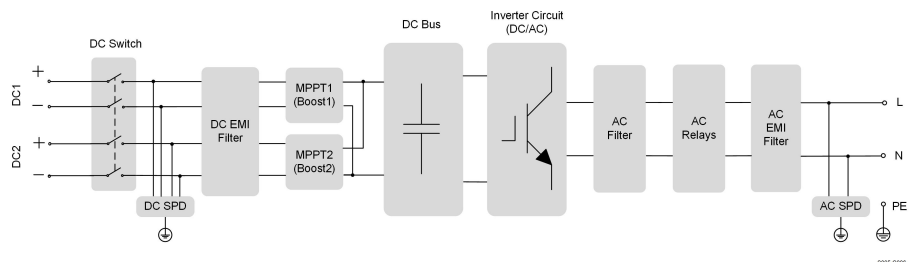 DC Switch
DC Bus
Inverter Circuit
(DC/AC)
DC1
+
−
DC2
+
−
DC EMI
Filter
MPPT1
(Boost1)
MPPT2
(Boost2)
AC
Filter
AC
Relays
AC
EMI
Filter
L
N
PE
DC SPD
AC SPD